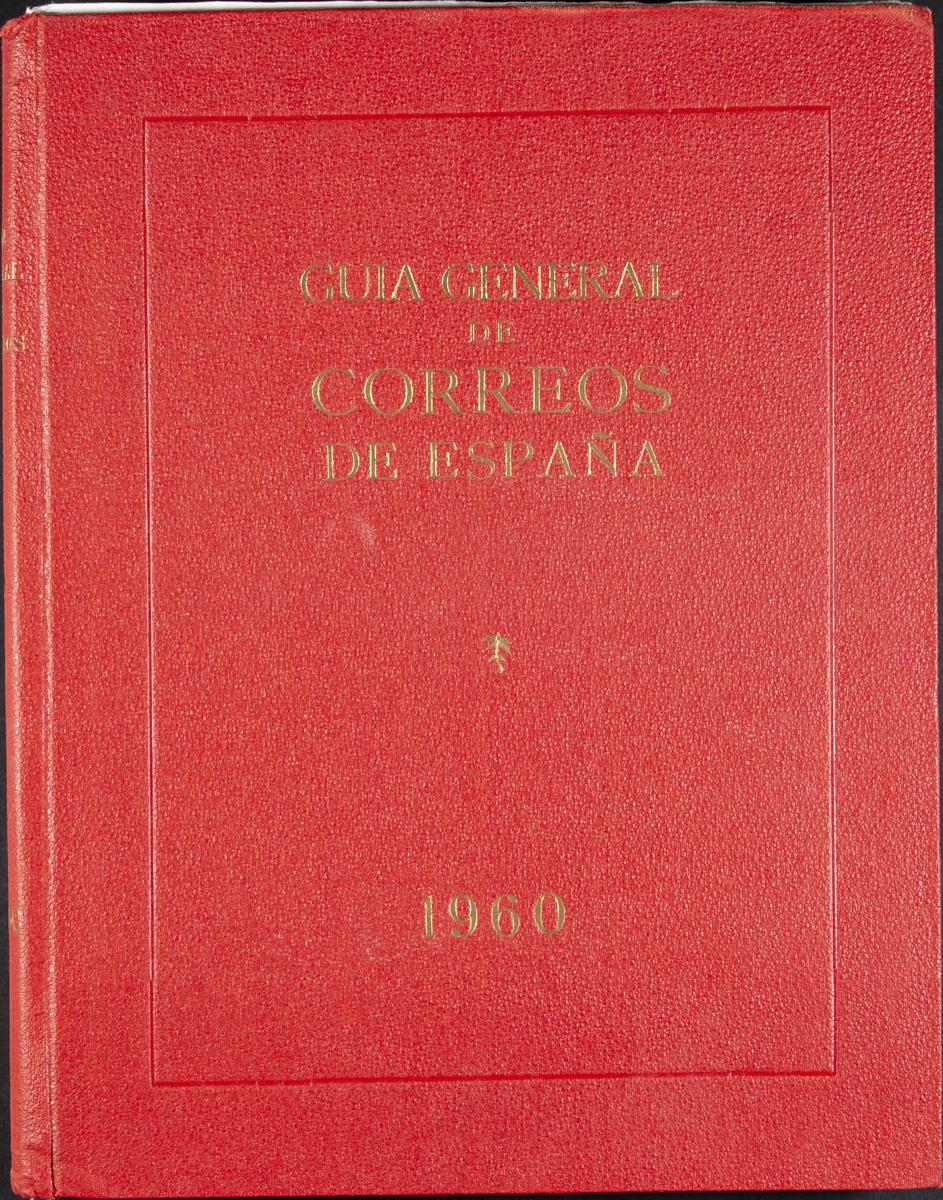 GUIA GENERAL
DE
CORREOS
DE ESPAÑA
1960